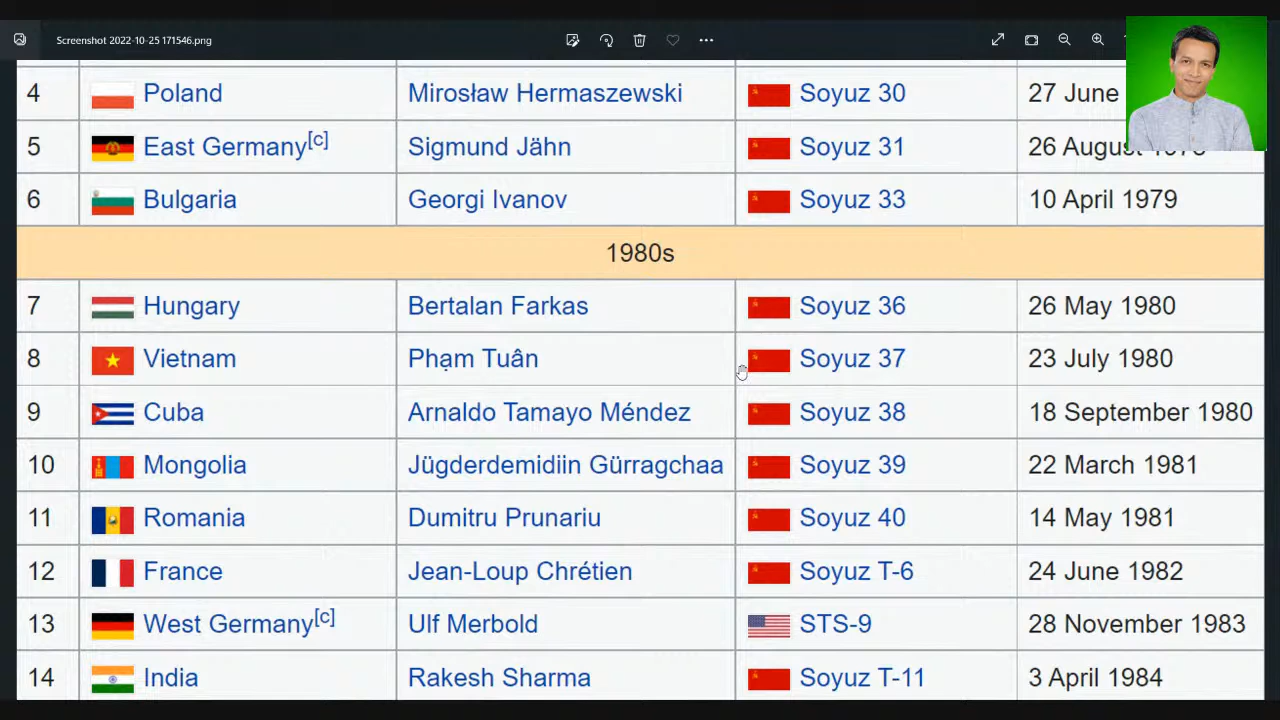 Screenshot 2022-10-25 171546.png
4 Poland Mirosław Hermaszewski Soyuz 30 27 June
5 East Germany[c] Sigmund Jähn Soyuz 31 26 August
6 Bulgaria Georgi Ivanov Soyuz 33 10 April 1979
1980s
7 Hungary Bertalan Farkas Soyuz 36 26 May 1980
8 Vietnam Phạm Tuân Soyuz 37 23 July 1980
9 Cuba Arnaldo Tamayo Méndez Soyuz 38 18 September 1980
10 Mongolia Jügderdemidiin Gürragchaa Soyuz 39 22 March 1981
11 Romania Dumitru Prunariu Soyuz 40 14 May 1981
12 France Jean-Loup Chrétien Soyuz T-6 24 June 1982
13 West Germany[c] Ulf Merbold STS-9 28 November 1983
14 India Rakesh Sharma Soyuz T-11 3 April 1984